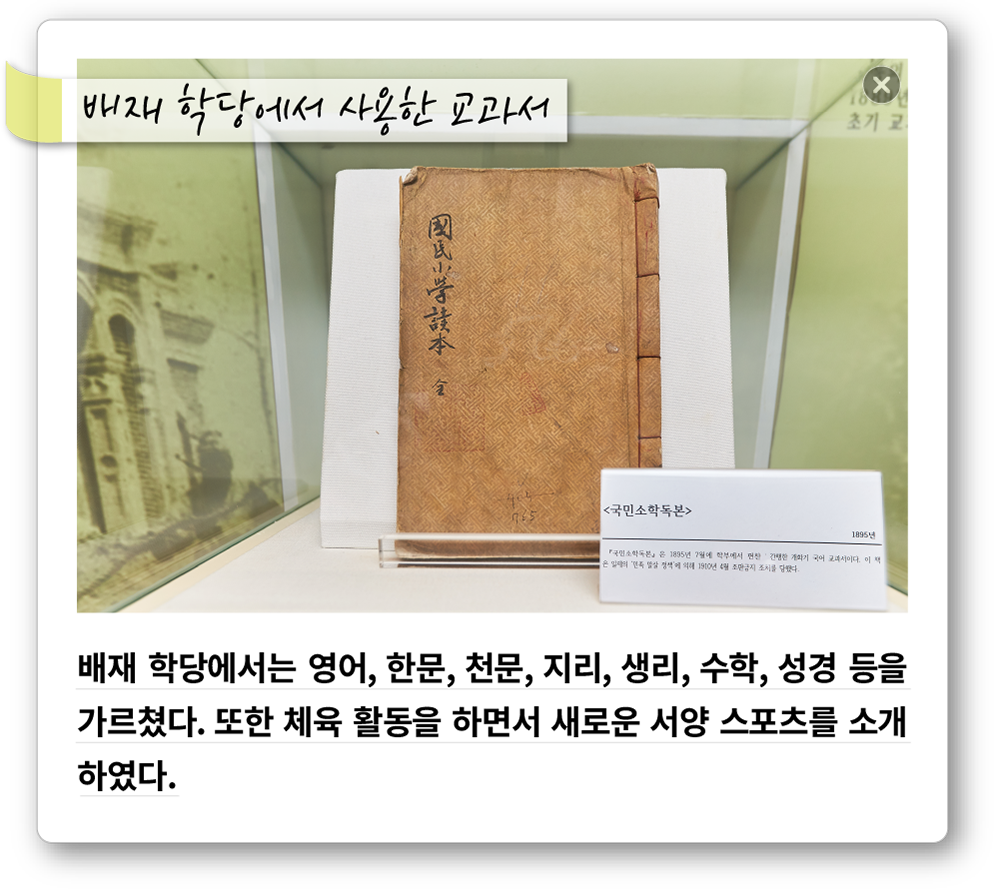 배재 학당에서 사용한 교과서
초기 교
國民小學讀本 全
<국민소학독본>
1895년
『국민소학독본』은 1895년 7월에 학부에서 편찬 · 간행한 개화기 국어 교과서이다. 이 책
은 일제의 '민족 말살 정책'에 의해 1910년 4월 초판금지 조치를 당했다.
배재 학당에서는 영어, 한문, 천문, 지리, 생리, 수학, 성경 등을
가르쳤다. 또한 체육 활동을 하면서 새로운 서양 스포츠를 소개
하였다.